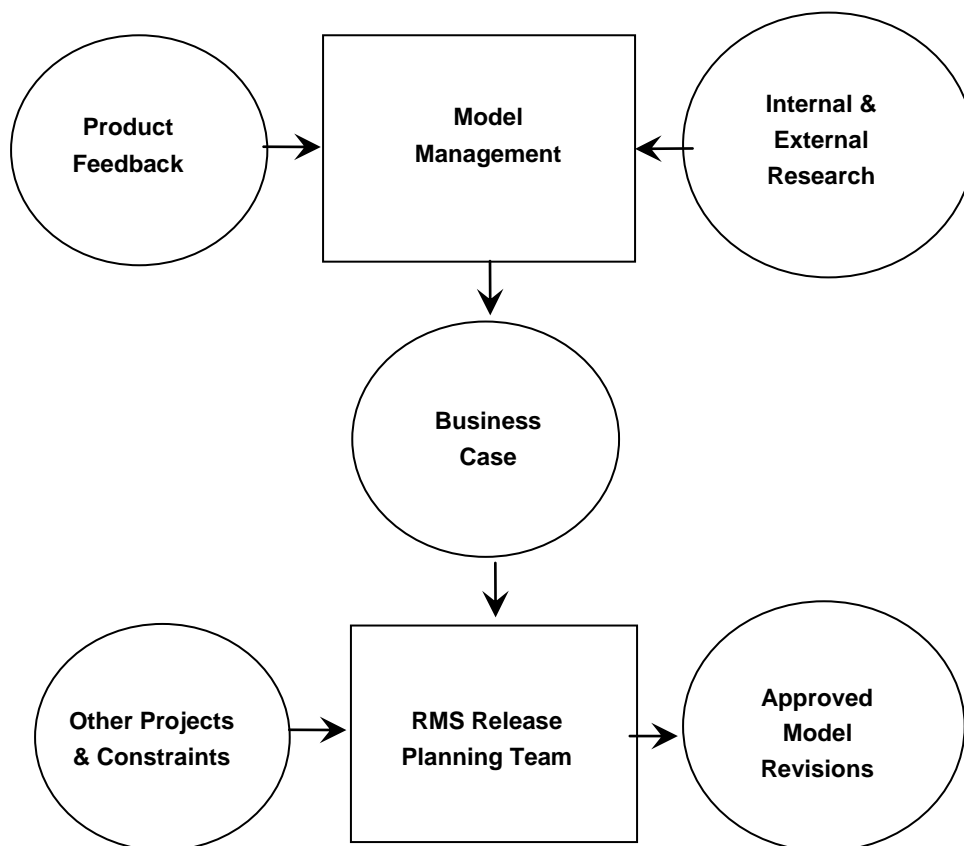 Product
Feedback
Model
Management
Internal &
External
Research
Business
Case
Other Projects
& Constraints
RMS Release
Planning Team
Approved
Model
Revisions